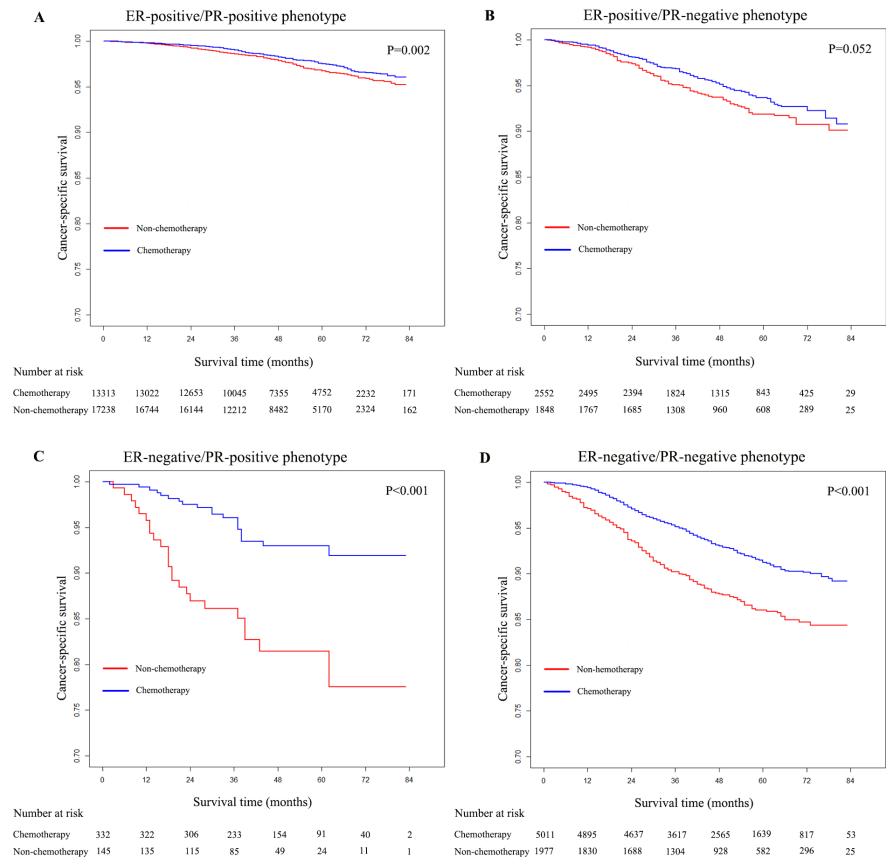 A
ER-positive/PR-positive phenotype
P=0.002
Cancer-specific survival
1.00
0.95
0.90
0.85
0.80
0.75
0.70
Non-chemotherapy
Chemotherapy
0 12 24 36 48 60 72 84
Survival time (months)
Number at risk
Chemotherapy 13313 13022 12653 10045 7355 4752 2232 171
Non-chemotherapy 17238 16744 16144 12212 8482 5170 2324 162
B
ER-positive/PR-negative phenotype
P=0.052
Cancer-specific survival
1.00
0.95
0.90
0.85
0.80
0.75
0.70
Non-chemotherapy
Chemotherapy
0 12 24 36 48 60 72 84
Survival time (months)
Number at risk
Chemotherapy 2552 2495 2394 1824 1315 843 425 29
Non-chemotherapy 1848 1767 1685 1308 960 608 289 25
C
ER-negative/PR-positive phenotype
P<0.001
Cancer-specific survival
1.00
0.95
0.90
0.85
0.80
0.75
0.70
Non-chemotherapy
Chemotherapy
0 12 24 36 48 60 72 84
Survival time (months)
Number at risk
Chemotherapy 332 322 306 233 154 91 40 2
Non-chemotherapy 145 135 115 85 49 24 11 1
D
ER-negative/PR-negative phenotype
P<0.001
Cancer-specific survival
1.00
0.95
0.90
0.85
0.80
0.75
0.70
Non-hemotherapy
Chemotherapy
0 12 24 36 48 60 72 84
Survival time (months)
Number at risk
Chemotherapy 5011 4895 4637 3617 2565 1639 817 53
Non-chemotherapy 1977 1830 1688 1304 928 582 296 25